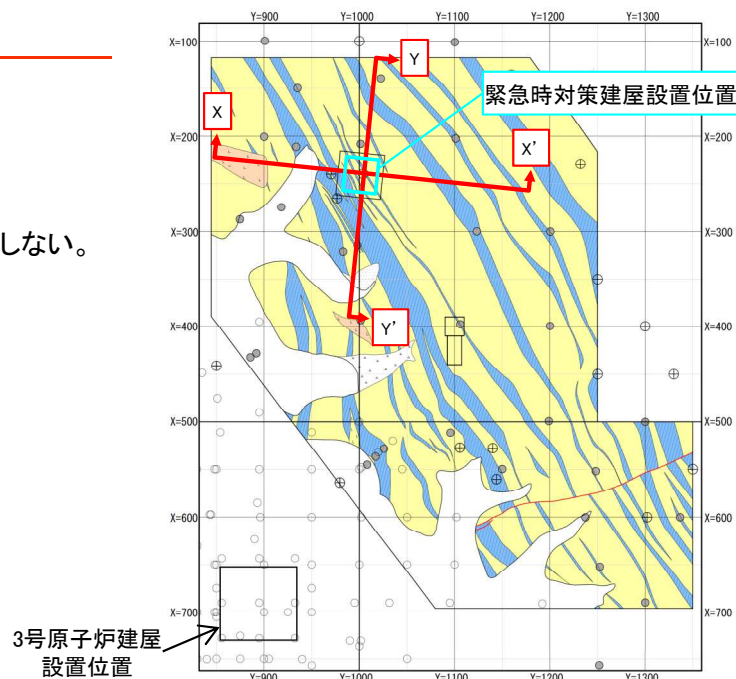 Y=900 Y=1000 Y=1100 Y=1200 Y=1300
X=100 X=100
Y
緊急時対策建屋設置位置
X
X=200 X=200
X'
しない。
X=300 X=300
Y'
X=400 X=400
X=500 X=500
X=600 X=600
X=700 X=700
3号原子炉建屋
設置位置
Y=900 Y=1000 Y=1100 Y=1200 Y=1300